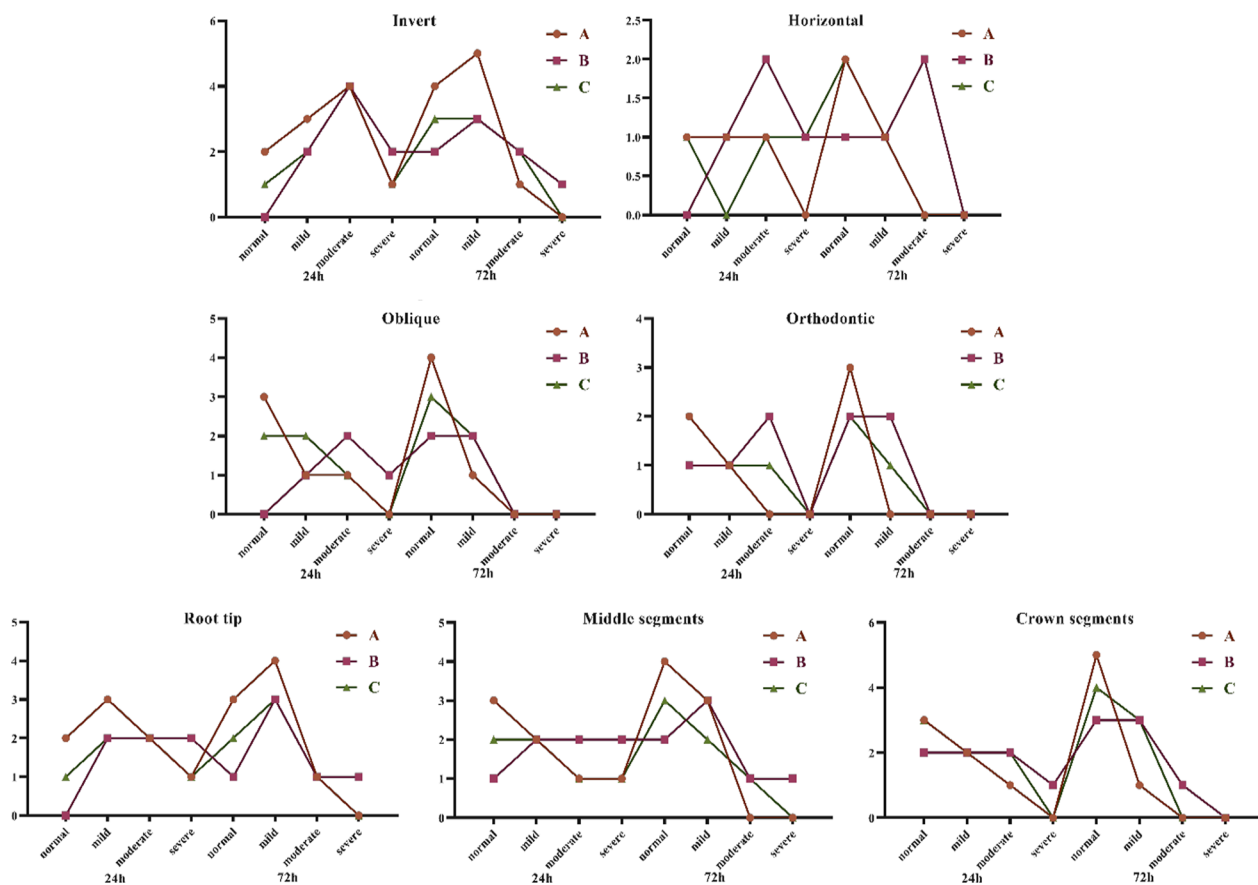 Invert
6
4
2
0
A
B
C
normal
mild
moderate
severe
normal
mild
moderate
severe
24h
72h
Horizontal
2.5
2.0
1.5
1.0
0.5
0.0
A
B
C
normal
mild
moderate
severe
normal
mild
moderate
severe
24h
72h
Oblique
5
4
3
2
1
0
A
B
C
normal
mild
moderate
severe
normal
mild
moderate
severe
24h
72h
Orthodontic
4
3
2
1
0
A
B
C
normal
mild
moderate
severe
normal
mild
moderate
severe
24h
72h
Root tip
5
4
3
2
1
0
A
B
C
normal
mild
moderate
severe
normal
mild
moderate
severe
24h
72h
Middle segments
5
4
3
2
1
0
A
B
C
normal
mild
moderate
severe
normal
mild
moderate
severe
24h
72h
Crown segments
6
4
2
0
A
B
C
normal
mild
moderate
severe
normal
mild
moderate
severe
24h
72h